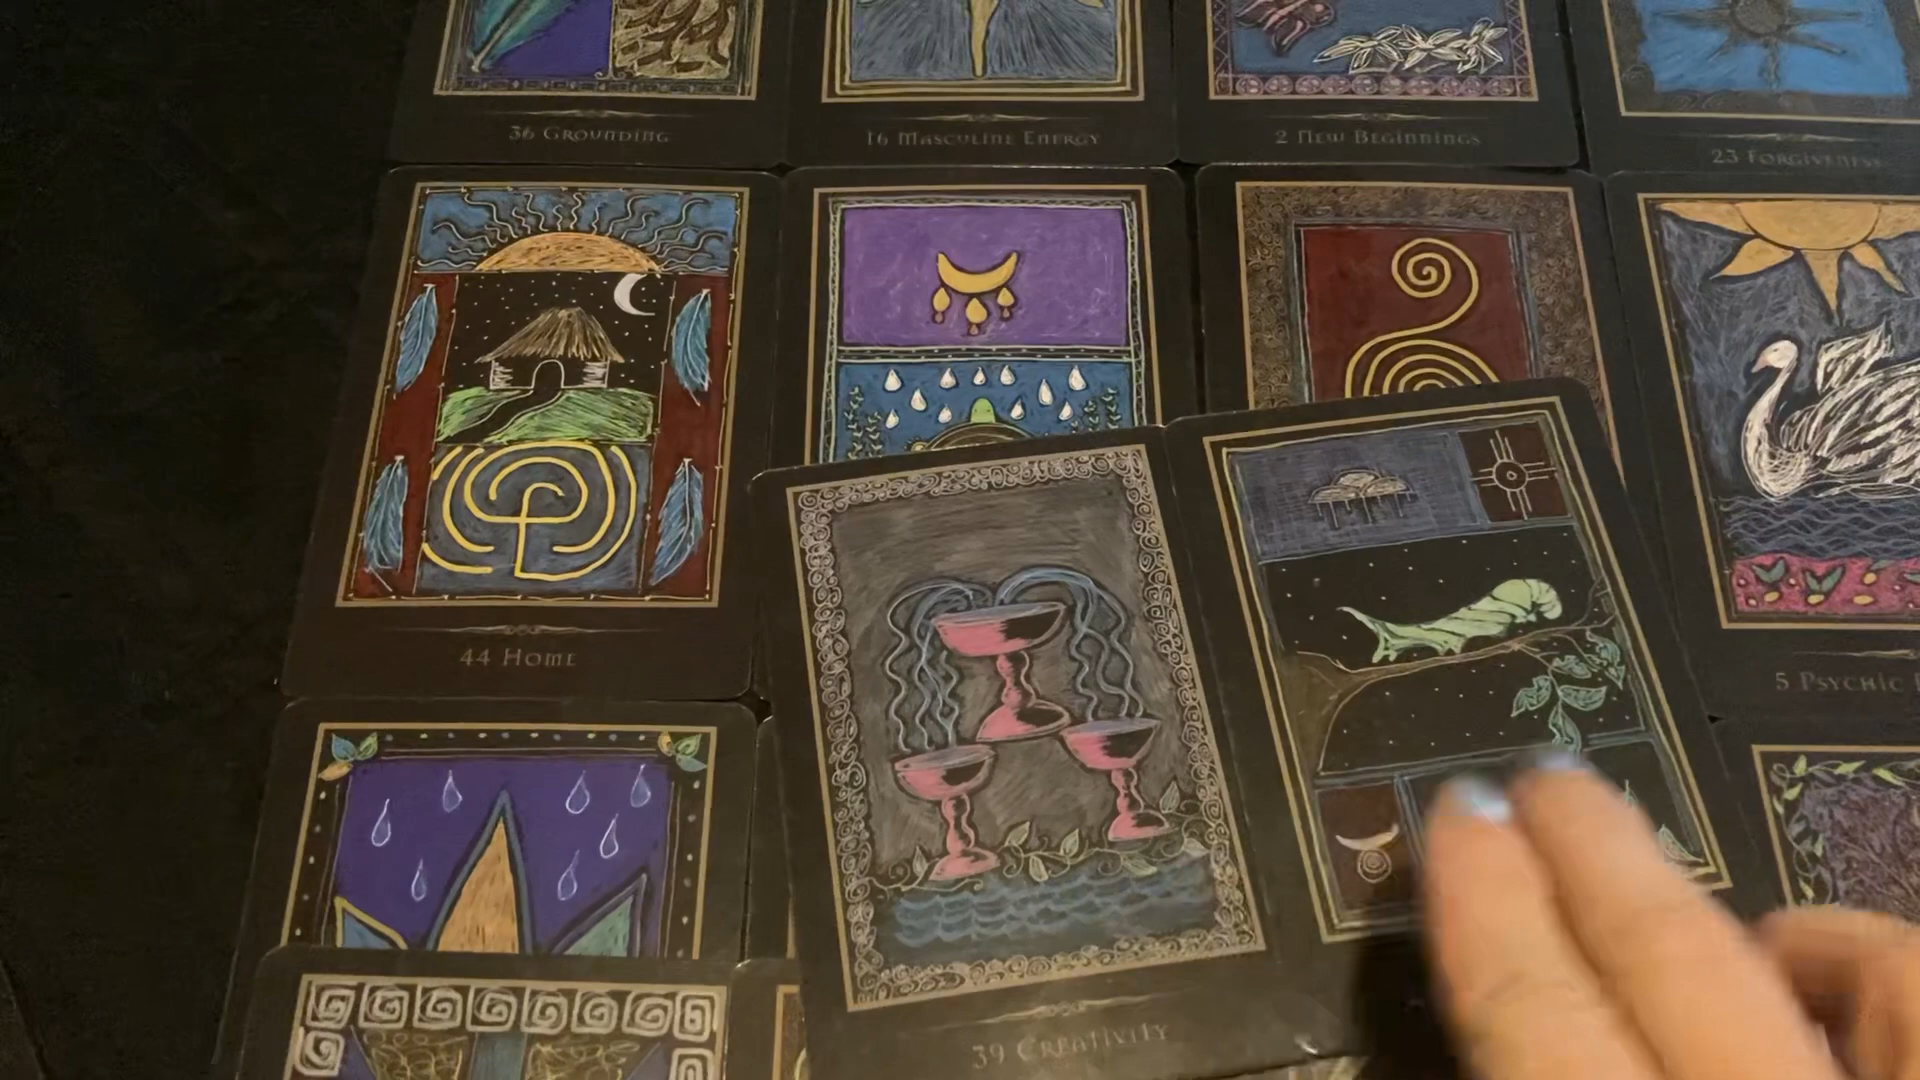 36 Grounding
16 Masculine Energy
2 New Beginnings
23 Forgiveness
44 Home
5 Psychic
39 Creativity